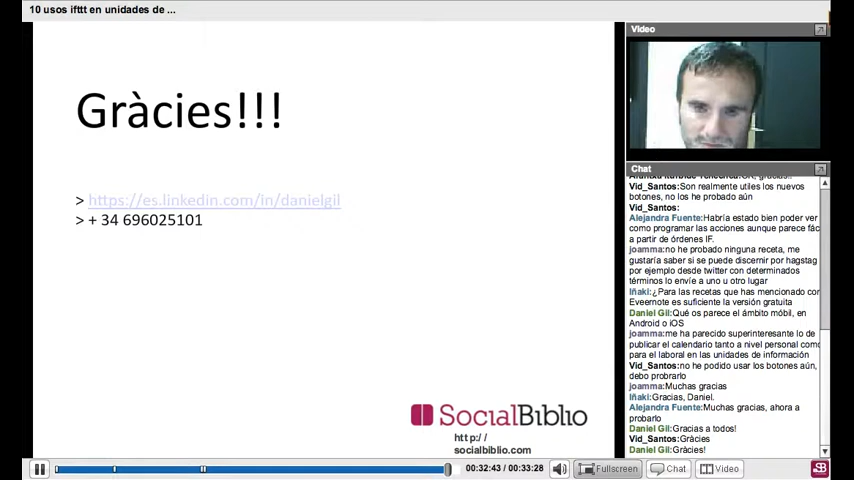 10 usos ifttt en unidades de ...
Gràcies!!!
> https://es.linkedin.com/in/danielgil
> + 34 696025101
SocialBiblio
http://
socialbiblio.com
Video
Chat
Vid_Santos:Son realmente utiles los nuevos
botones, no los he probado aún
Vid_Santos:
Alejandra Fuente:Habría estado bien poder ver
como programar las acciones aunque parece fác
a partir de órdenes IF.
joamma:no he probado ninguna receta, me
gustaría saber si se puede discernir por hagstag
por ejemplo desde twitter con determinados
términos lo envíe a uno u otro lugar
Iñaki:¿Para las recetas que has mencionado con
Eveernote es suficiente la versión gratuita
Daniel Gil:Qué os parece el ámbito móbil, en
Android o iOS
joamma:me ha parecido superinteresante lo de
publicar el calendario tanto a nivel personal como
para el laboral en las unidades de información
Vid_Santos:no he podido usar los botones aún,
debo probrarlo
joamma:Muchas gracias
Iñaki:Gracias, Daniel.
Alejandra Fuente:Muchas gracias, ahora a
probarlo
Daniel Gil:Gracias a todos!
Vid_Santos:Gràcies
Daniel Gil:Gràcies!
00:32:43 / 00:33:28
Fullscreen
Chat
Video
SB